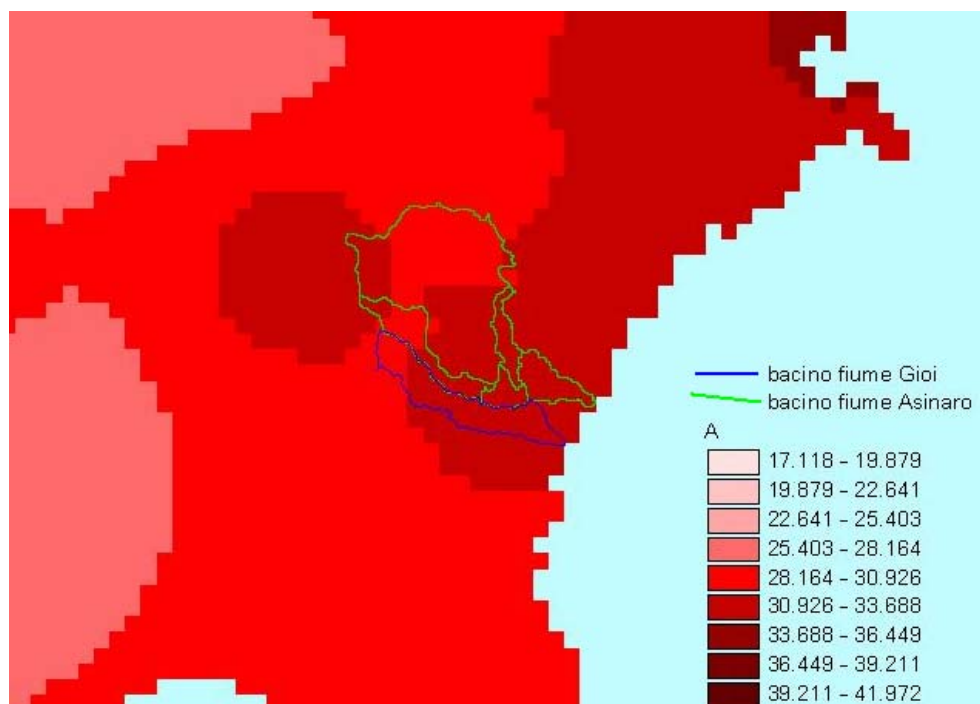 bacino fiume Gioi
bacino fiume Asinaro
A
17.118 - 19.879
19.879 - 22.641
22.641 - 25.403
25.403 - 28.164
28.164 - 30.926
30.926 - 33.688
33.688 - 36.449
36.449 - 39.211
39.211 - 41.972